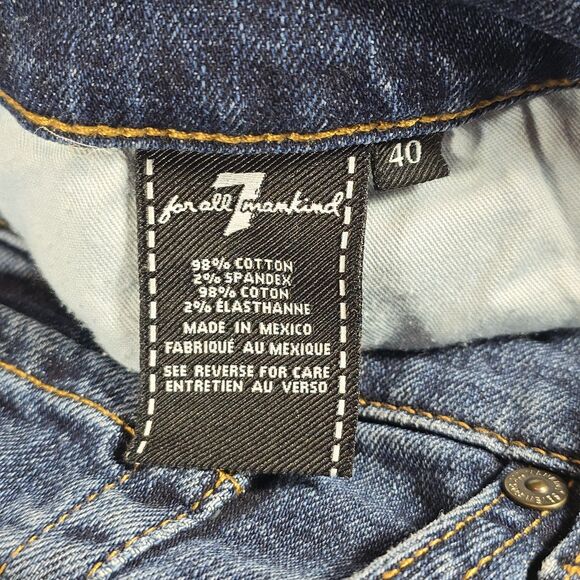 7
for all mankind
40
98% COTTON
2% SPANDEX
98% COTON
2% ÉLASTHANNE
MADE IN MEXICO
FABRIQUÉ AU MEXIQUE
SEE REVERSE FOR CARE
ENTRETIEN AU VERSO